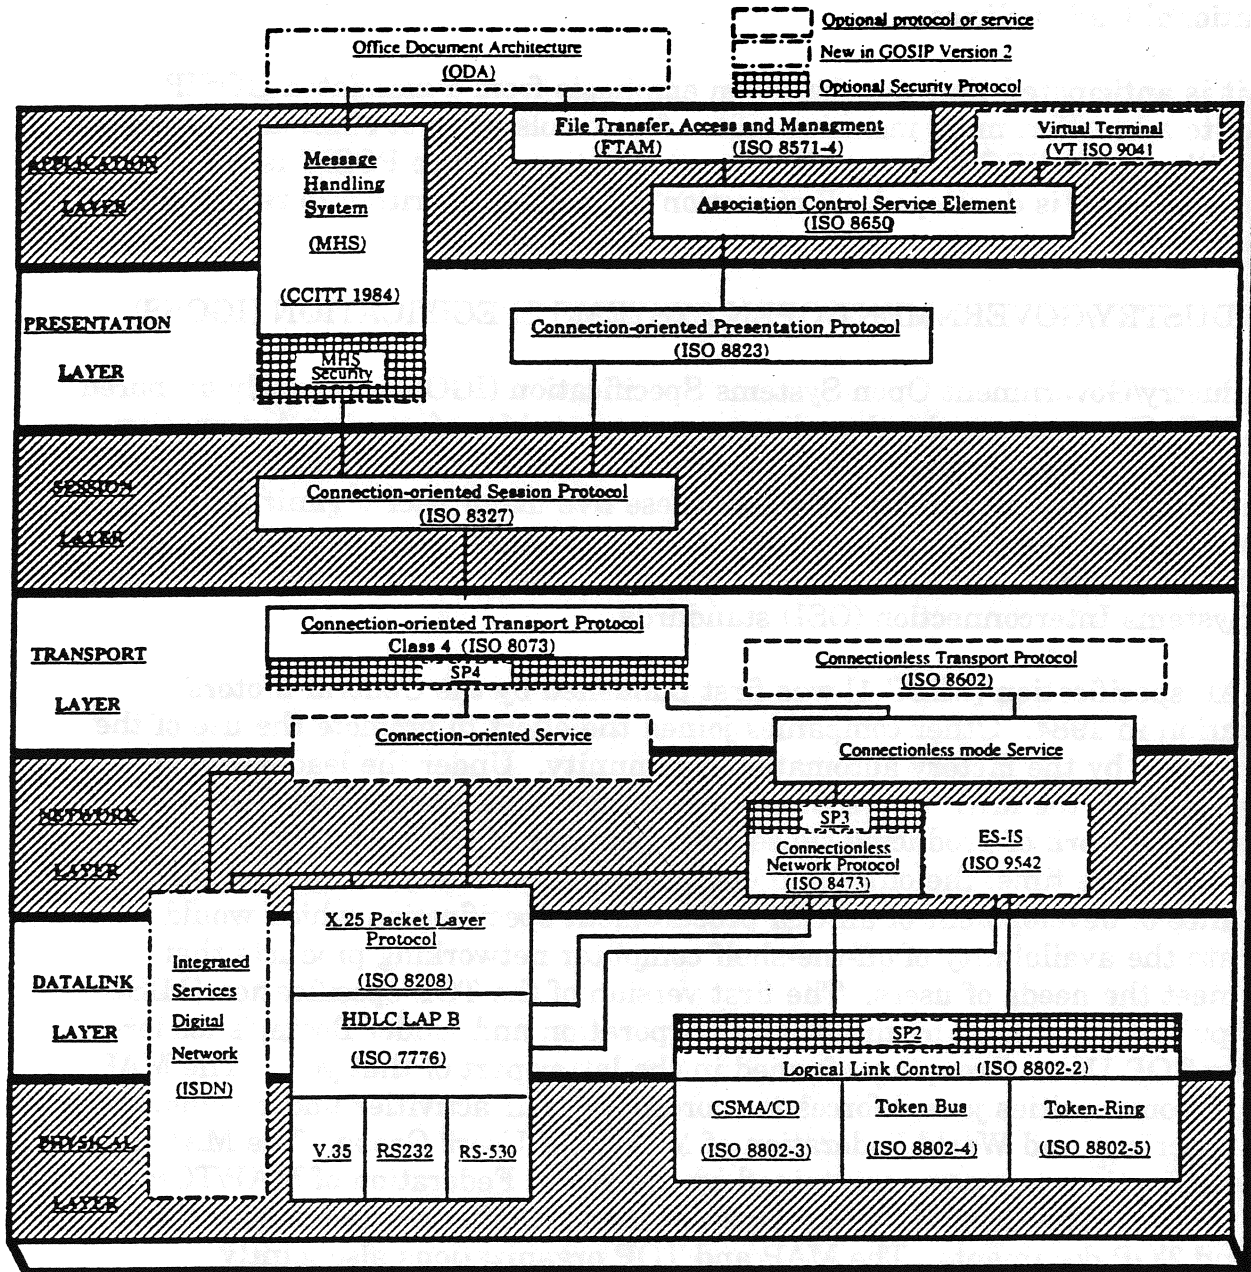 Optional protocol or service
New in GOSIP Version 2
Optional Security Protocol
Office Document Architecture
(ODA)
APPLICATION
LAYER
Message
Handling
System
(MHS)
(CCITT 1984)
MHS
Security
File Transfer, Access and Managment
(FTAM) (ISO 8571-4)
Virtual Terminal
(VT ISO 9041
Association Control Service Element
(ISO 8650)
PRESENTATION
LAYER
Connection-oriented Presentation Protocol
(ISO 8823)
SESSION
LAYER
Connection-oriented Session Protocol
(ISO 8327)
TRANSPORT
LAYER
Connection-oriented Transport Protocol
Class 4 (ISO 8073)
SP4
Connectionless Transport Protocol
(ISO 8602)
Connection-oriented Service
Connectionless mode Service
NETWORK
LAYER
SP3
Connectionless
Network Protocol
(ISO 8473)
ES-IS
(ISO 9542
DATALINK
LAYER
Integrated
Services
Digital
Network
(ISDN)
X.25 Packet Layer
Protocol
(ISO 8208)
HDLC LAP B
(ISO 7776)
SP2
Logical Link Control (ISO 8802-2)
PHYSICAL
LAYER
V.35
RS232
RS-530
CSMA/CD
(ISO 8802-3)
Token Bus
(ISO 8802-4)
Token-Ring
(ISO 8802-5)